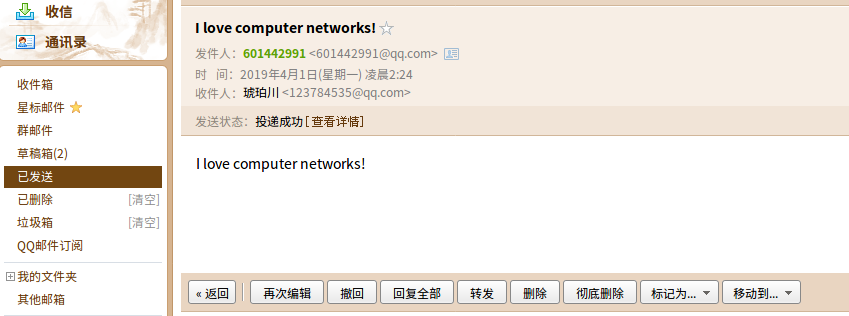 收信
通讯录
收件箱
星标邮件
群邮件
草稿箱(2)
已发送
已删除 [清空]
垃圾箱 [清空]
QQ邮件订阅
我的文件夹
其他邮箱
I love computer networks!
发件人：601442991 <601442991@qq.com>
时 间：2019年4月1日(星期一) 凌晨2:24
收件人：琥珀川 <123784535@qq.com>
发送状态：投递成功 [ 查看详情]
I love computer networks!
« 返回 再次编辑 撤回 回复全部 转发 删除 彻底删除 标记为... 移动到...